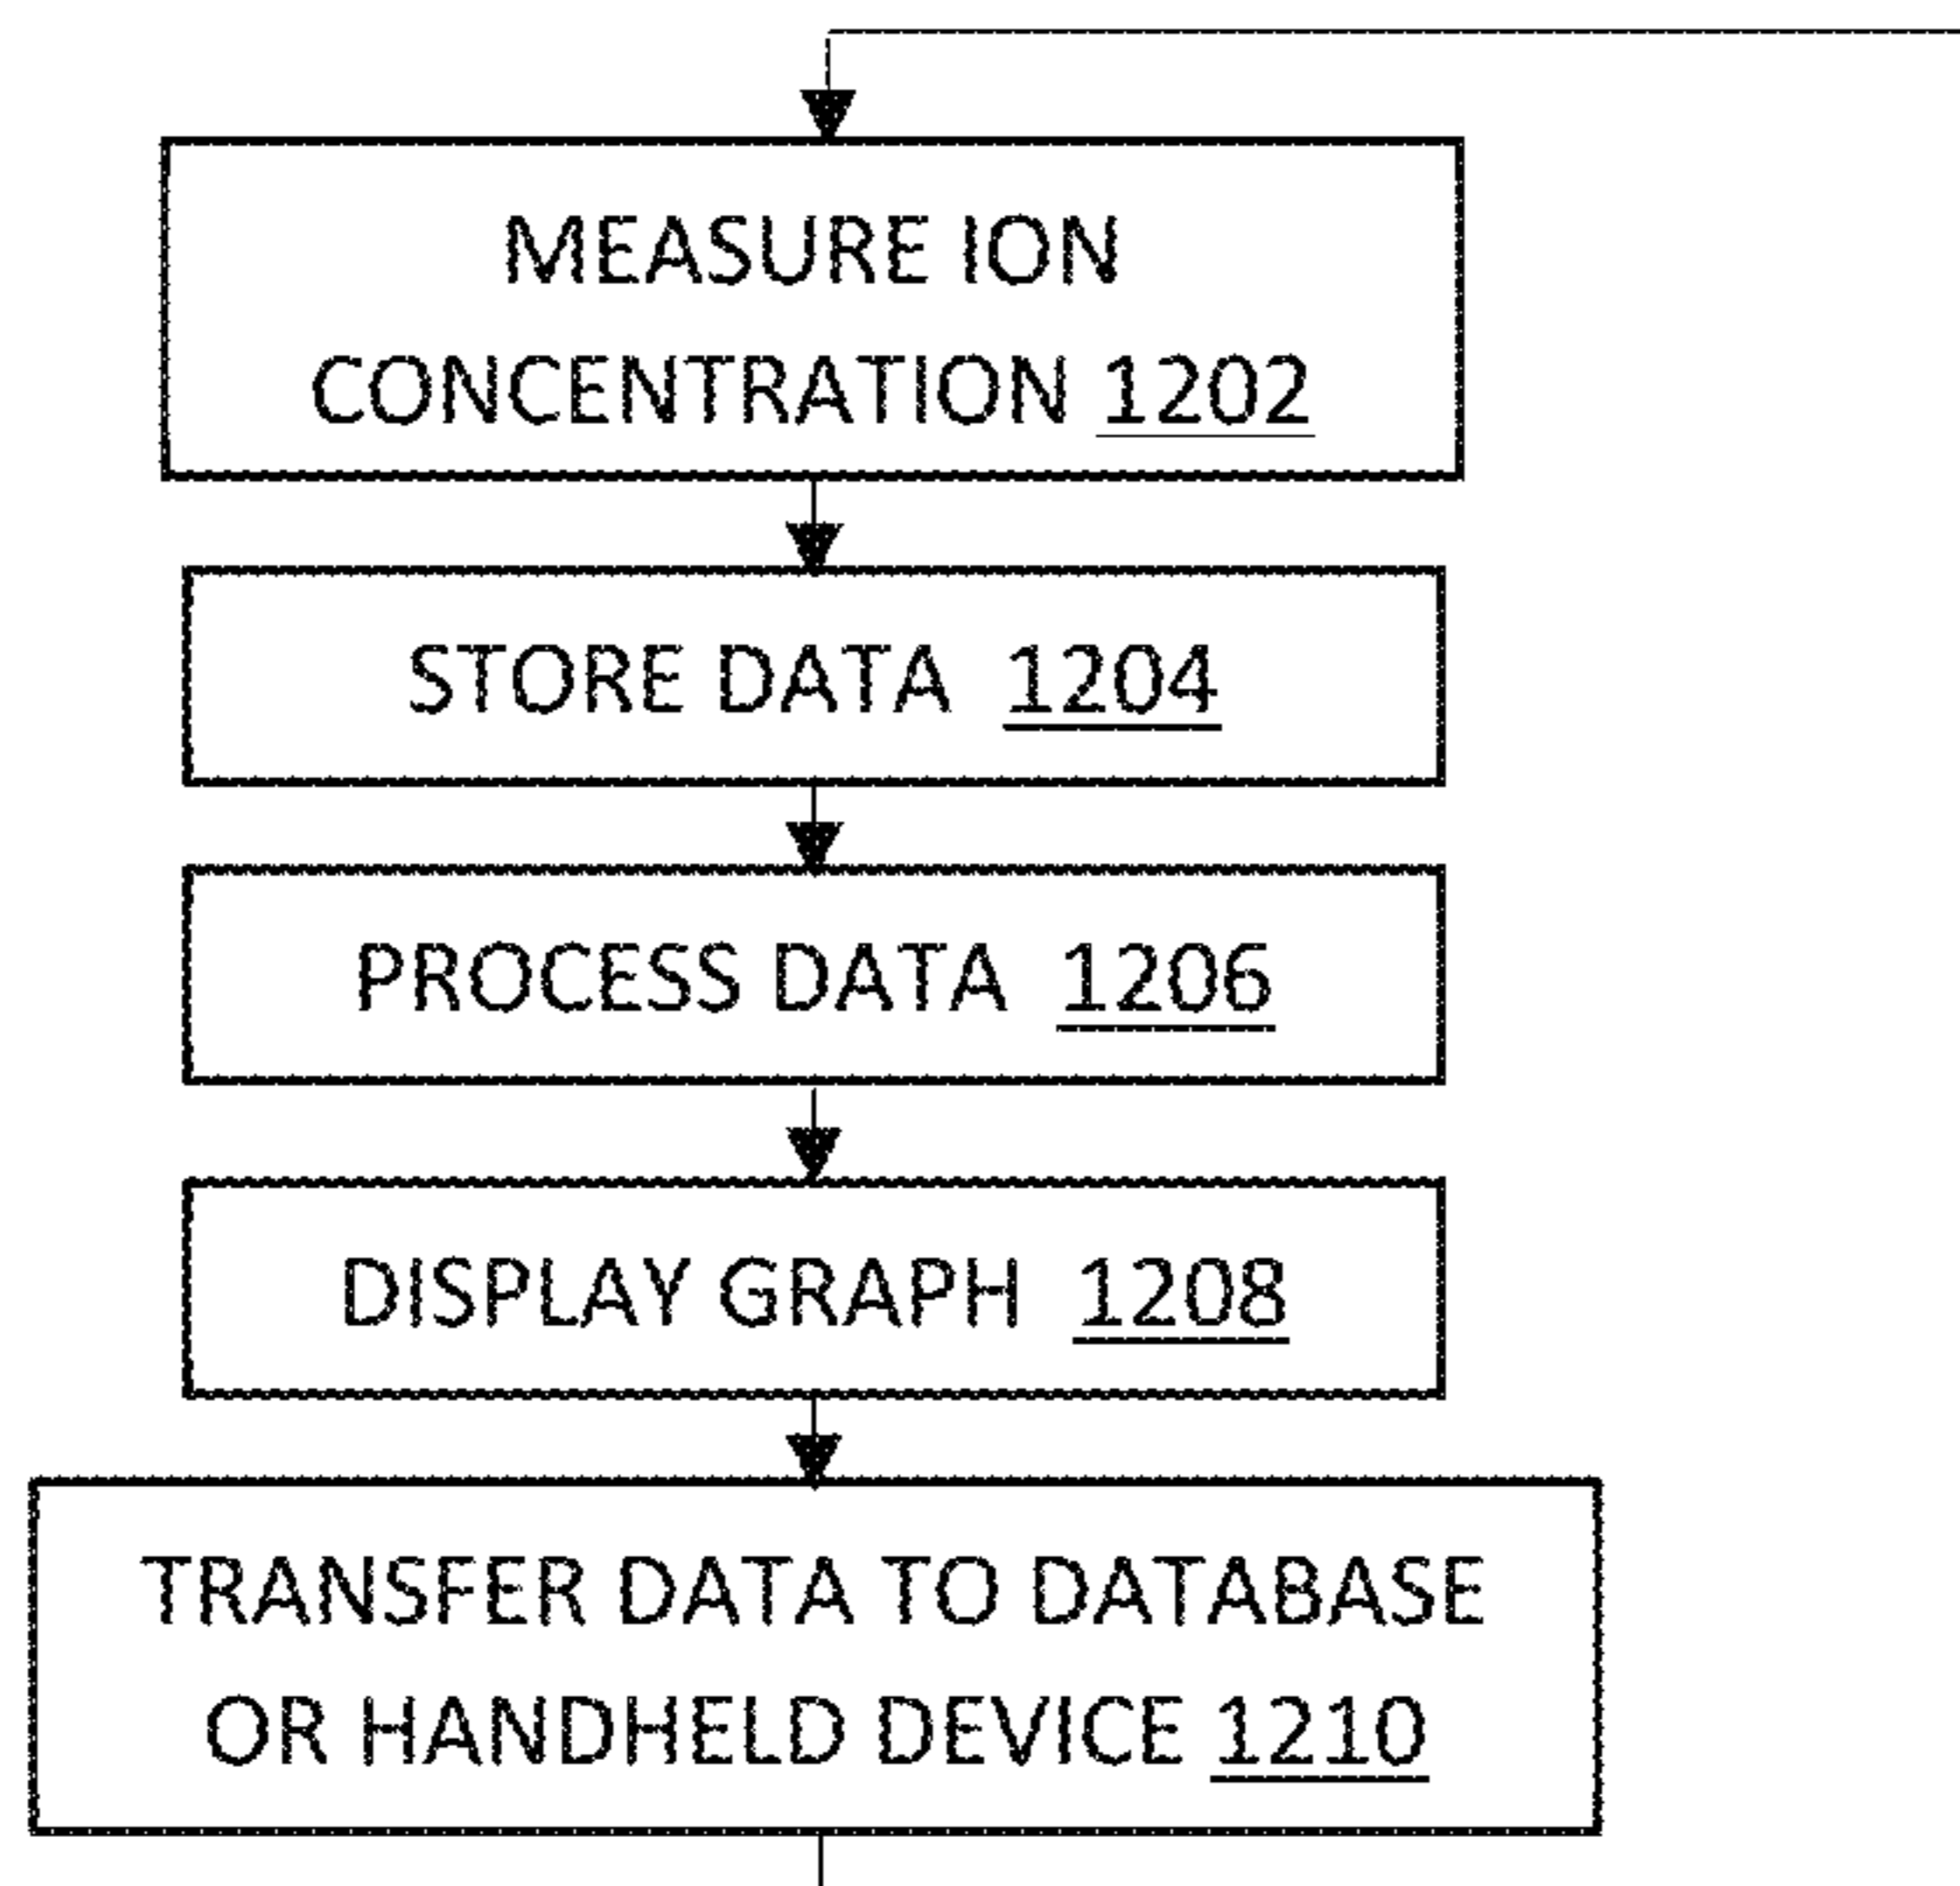 MEASURE ION
CONCENTRATION 1202
STORE DATA 1204
PROCESS DATA 1206
DISPLAY GRAPH 1208
TRANSFER DATA TO DATABASE
OR HANDHELD DEVICE 1210